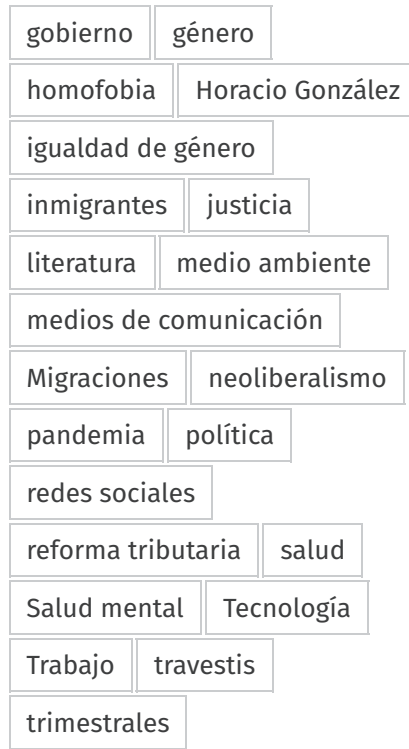 gobierno género
homofobia Horacio González
igualdad de género
inmigrantes justicia
literatura medio ambiente
medios de comunicación
Migraciones neoliberalismo
pandemia política
redes sociales
reforma tributaria salud
Salud mental Tecnología
Trabajo travestis
trimestrales